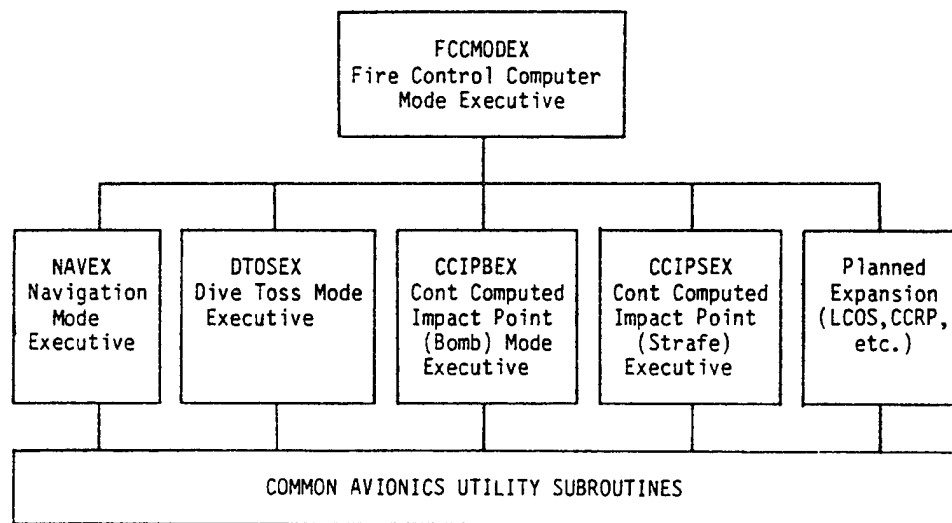 FCCMODEX
Fire Control Computer
Mode Executive
NAVEX
Navigation
Mode
Executive
DTOSEX
Dive Toss Mode
Executive
CCIPBEX
Cont Computed
Impact Point
(Bomb) Mode
Executive
CCIPSEX
Cont Computed
Impact Point
(Strafe)
Executive
Planned
Expansion
(LCOS,CCRP,
etc.)
COMMON AVIONICS UTILITY SUBROUTINES